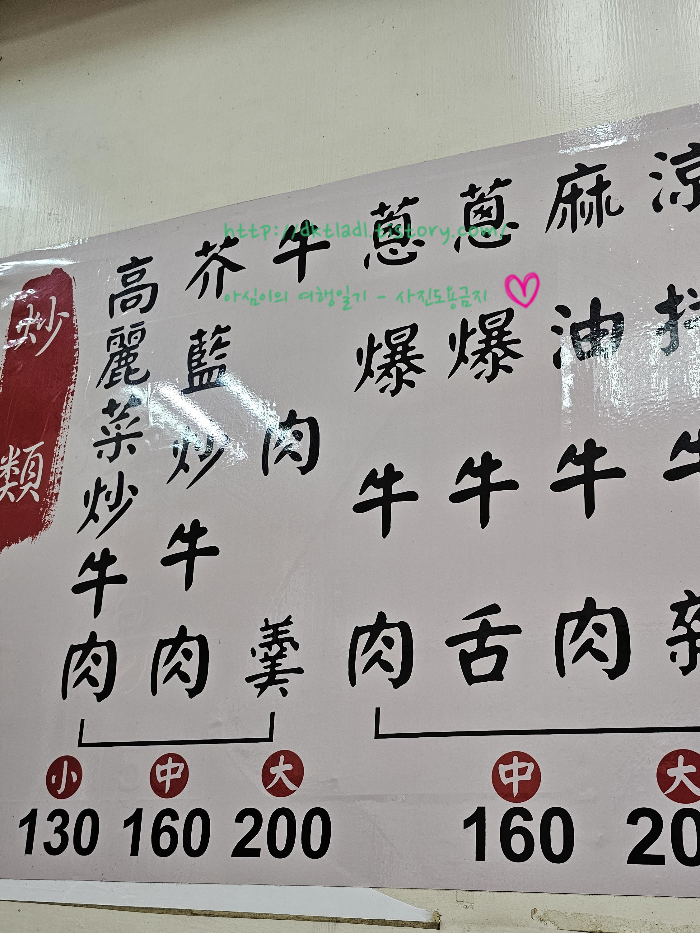 http://dktladl.tistory.com/
아심이의 여행일기 - 사진도용금지
炒類
高麗菜炒牛肉
芥藍炒牛肉
牛肉羹
小 中 大
130 160 200
蔥爆牛肉
蔥爆牛舌
麻油牛肉
中
160